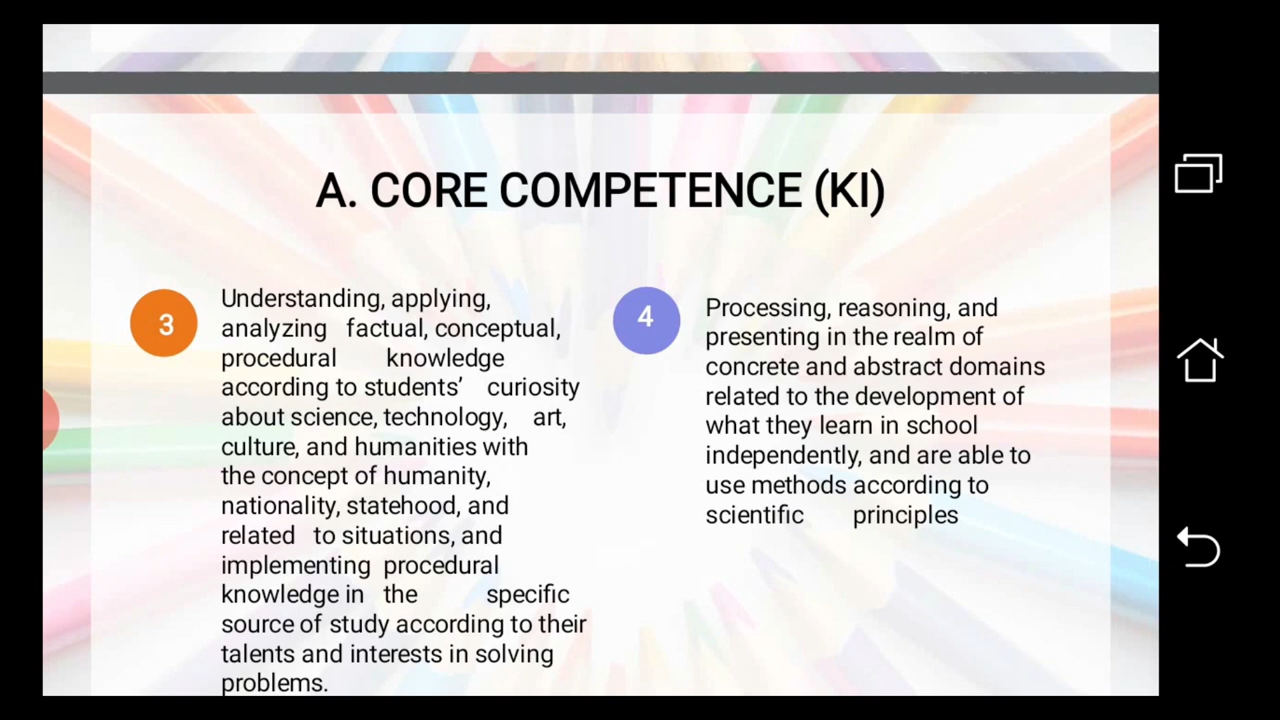 A. CORE COMPETENCE (KI)
3
Understanding, applying,
analyzing factual, conceptual,
procedural knowledge
according to students’ curiosity
about science, technology, art,
culture, and humanities with
the concept of humanity,
nationality, statehood, and
related to situations, and
implementing procedural
knowledge in the specific
source of study according to their
talents and interests in solving
problems.
4
Processing, reasoning, and
presenting in the realm of
concrete and abstract domains
related to the development of
what they learn in school
independently, and are able to
use methods according to
scientific principles